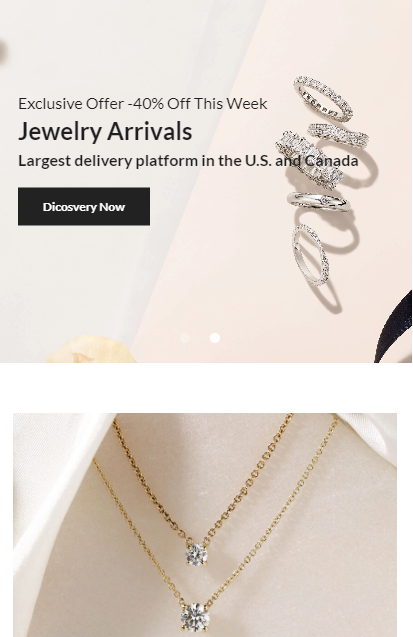 Exclusive Offer -40% Off This Week
Jewelry Arrivals
Largest delivery platform in the U.S. and Canada
Dicosvery Now